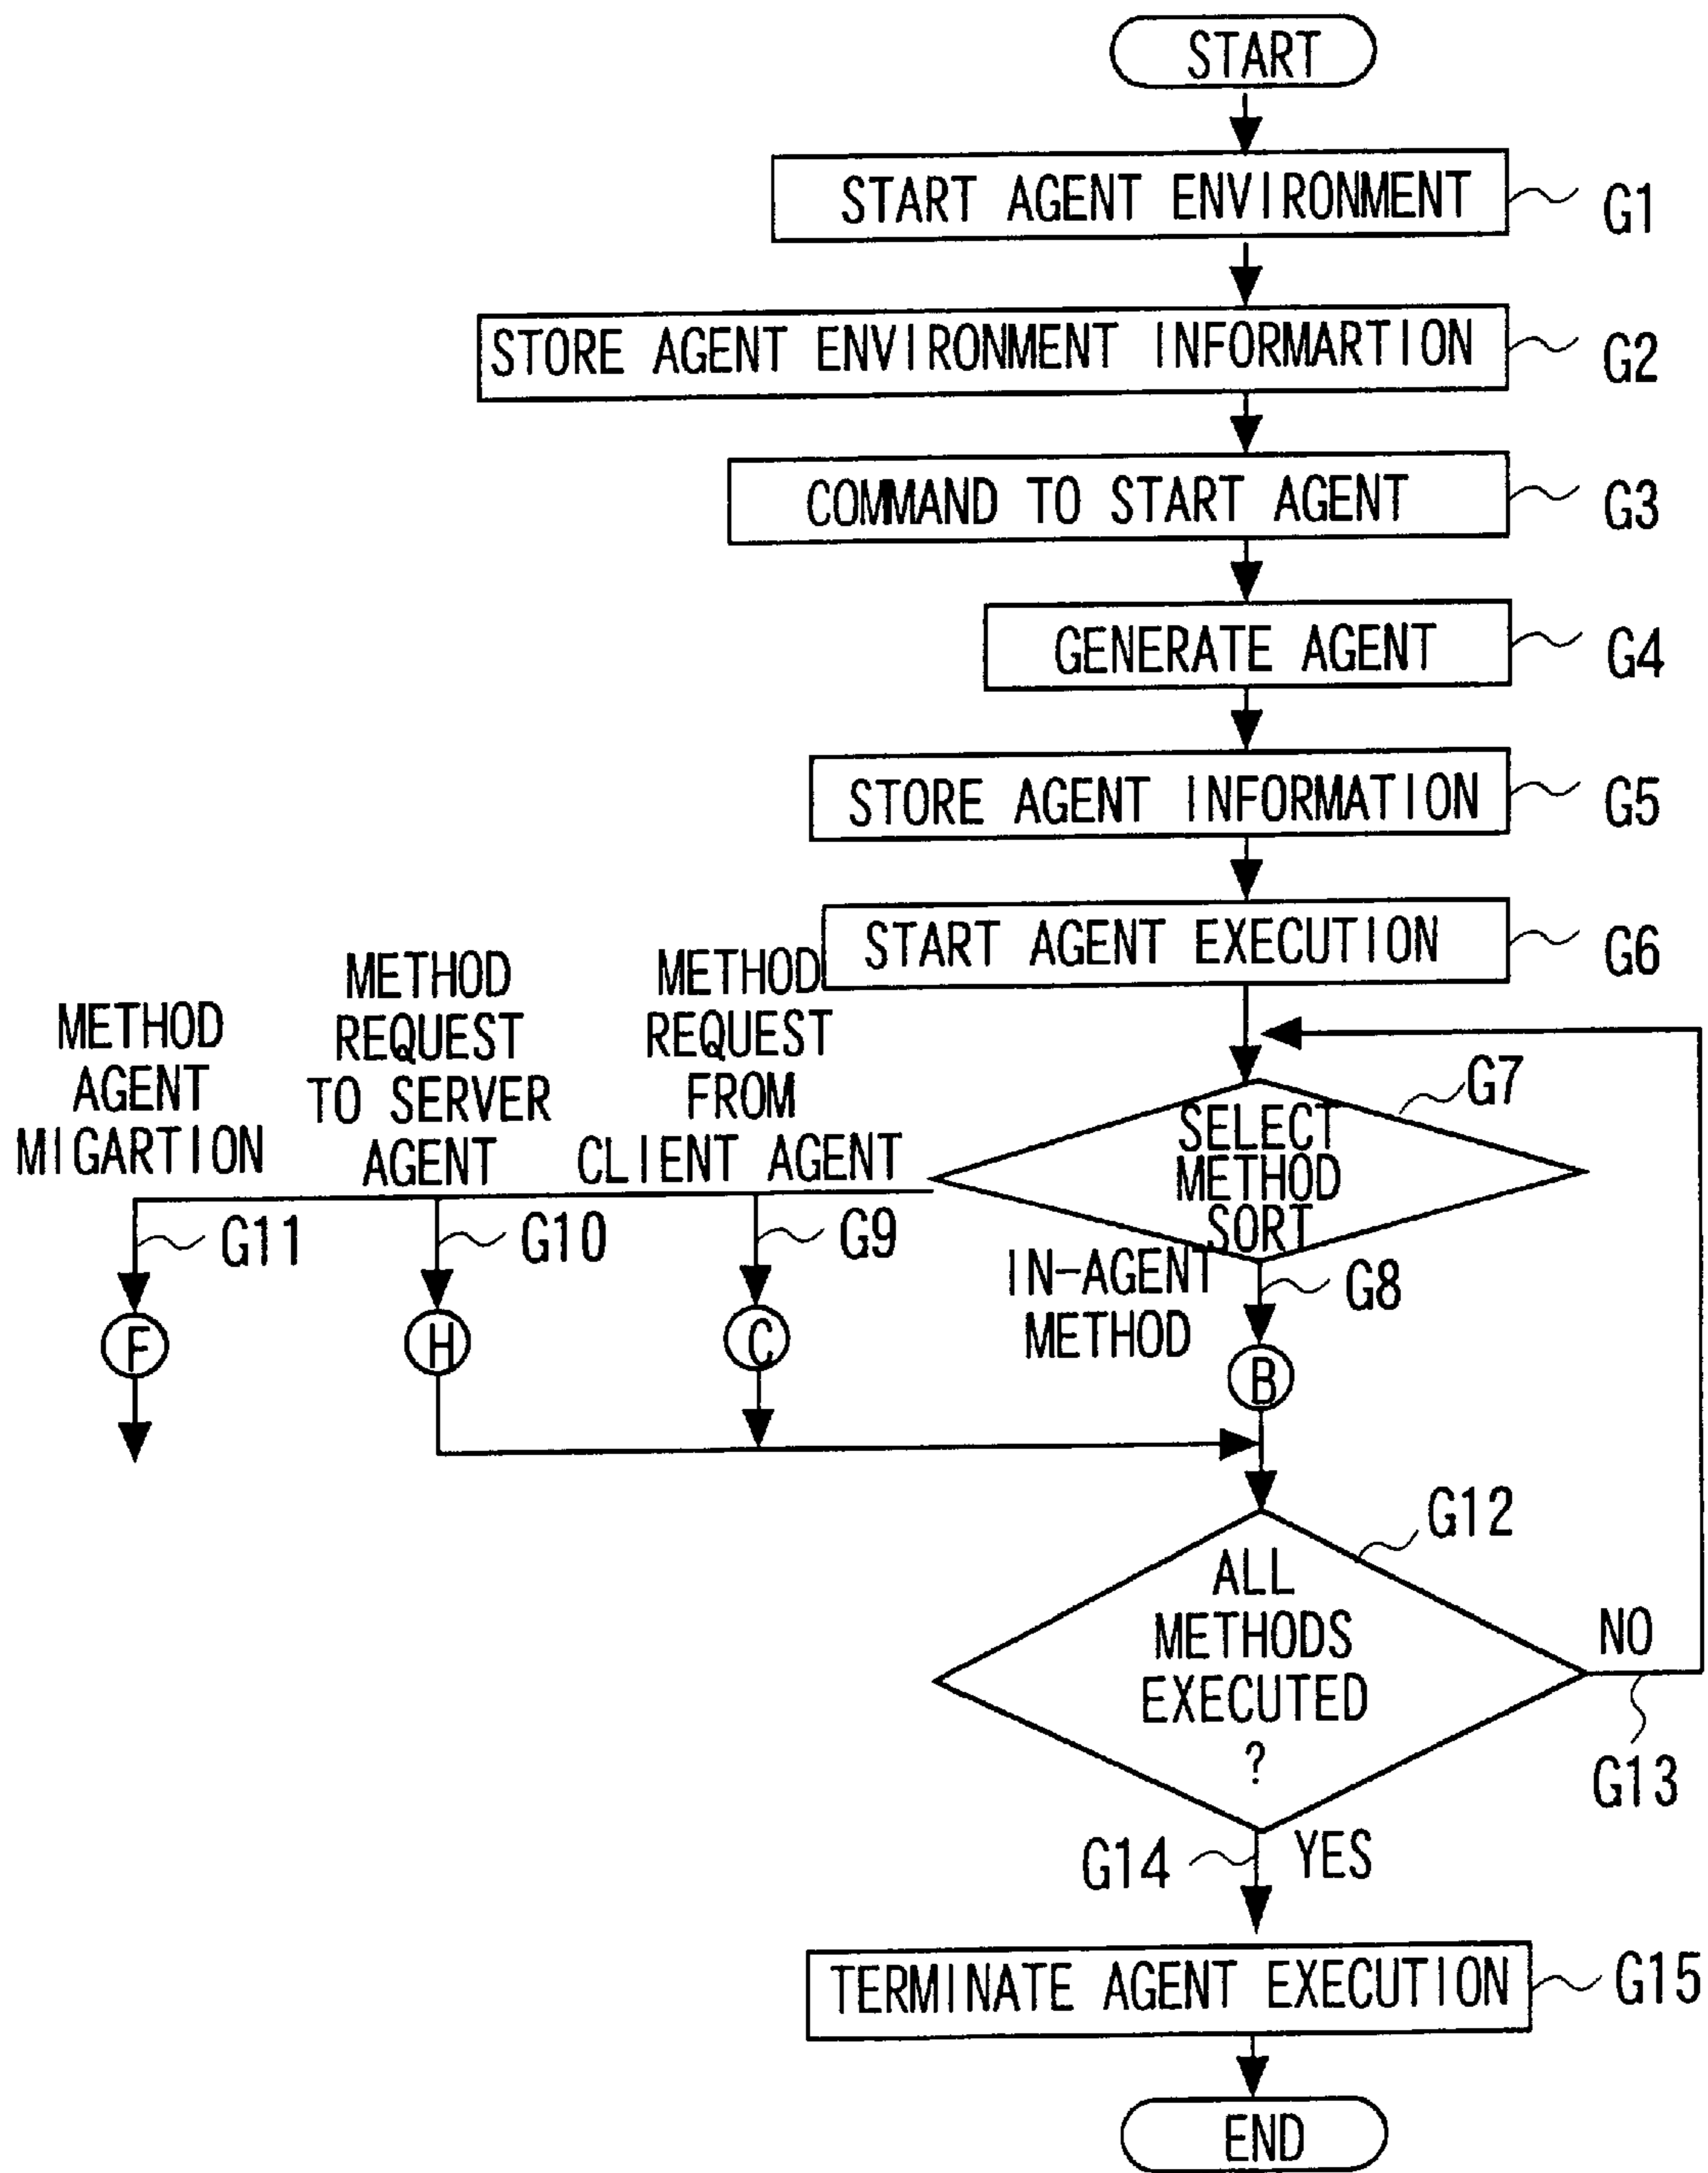 START
START AGENT ENVIRONMENT
G1
STORE AGENT ENVIRONMENT INFORMARTION
G2
COMMAND TO START AGENT
G3
GENERATE AGENT
G4
STORE AGENT INFORMATION
G5
START AGENT EXECUTION
G6
METHOD
AGENT
MIGARTION
METHOD
REQUEST
TO SERVER
AGENT
METHOD
REQUEST
FROM
CLIENT AGENT
SELECT
METHOD
SORT
G7
G11
G10
G9
IN-AGENT
METHOD
G8
F
H
C
B
ALL
METHODS
EXECUTED
?
G12
NO
G13
G14
YES
TERMINATE AGENT EXECUTION
G15
END